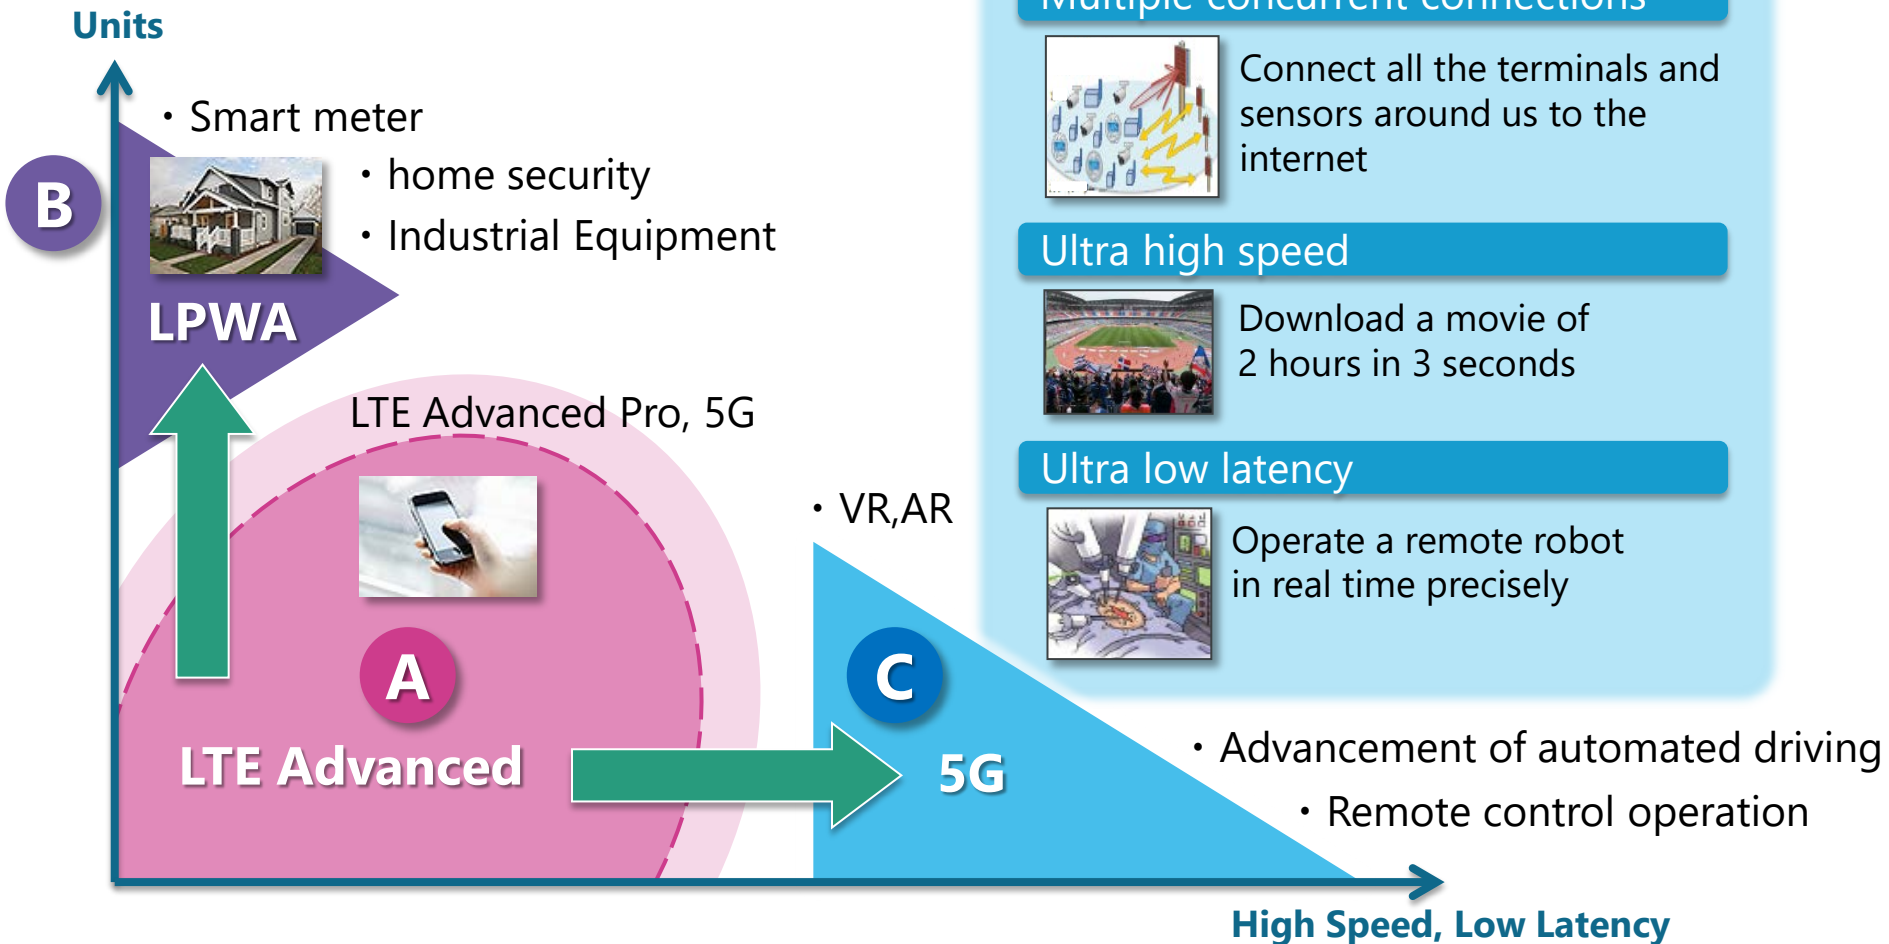 Units
・Smart meter
・home security
・Industrial Equipment
B
LPWA
LTE Advanced Pro, 5G
A
LTE Advanced
・VR,AR
C
5G
・Advancement of automated driving
・Remote control operation
High Speed, Low Latency
Multiple concurrent connections
Connect all the terminals and
sensors around us to the
internet
Ultra high speed
Download a movie of
2 hours in 3 seconds
Ultra low latency
Operate a remote robot
in real time precisely